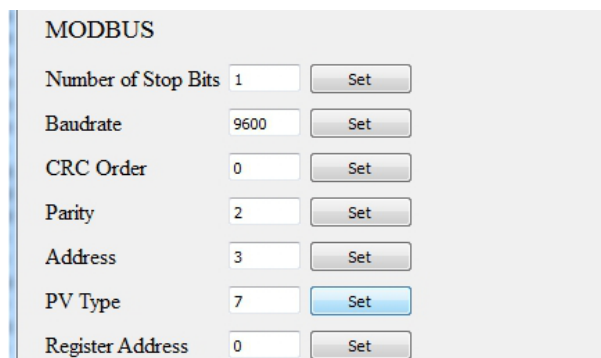 MODBUS
Number of Stop Bits 1 Set
Baudrate 9600 Set
CRC Order 0 Set
Parity 2 Set
Address 3 Set
PV Type 7 Set
Register Address 0 Set